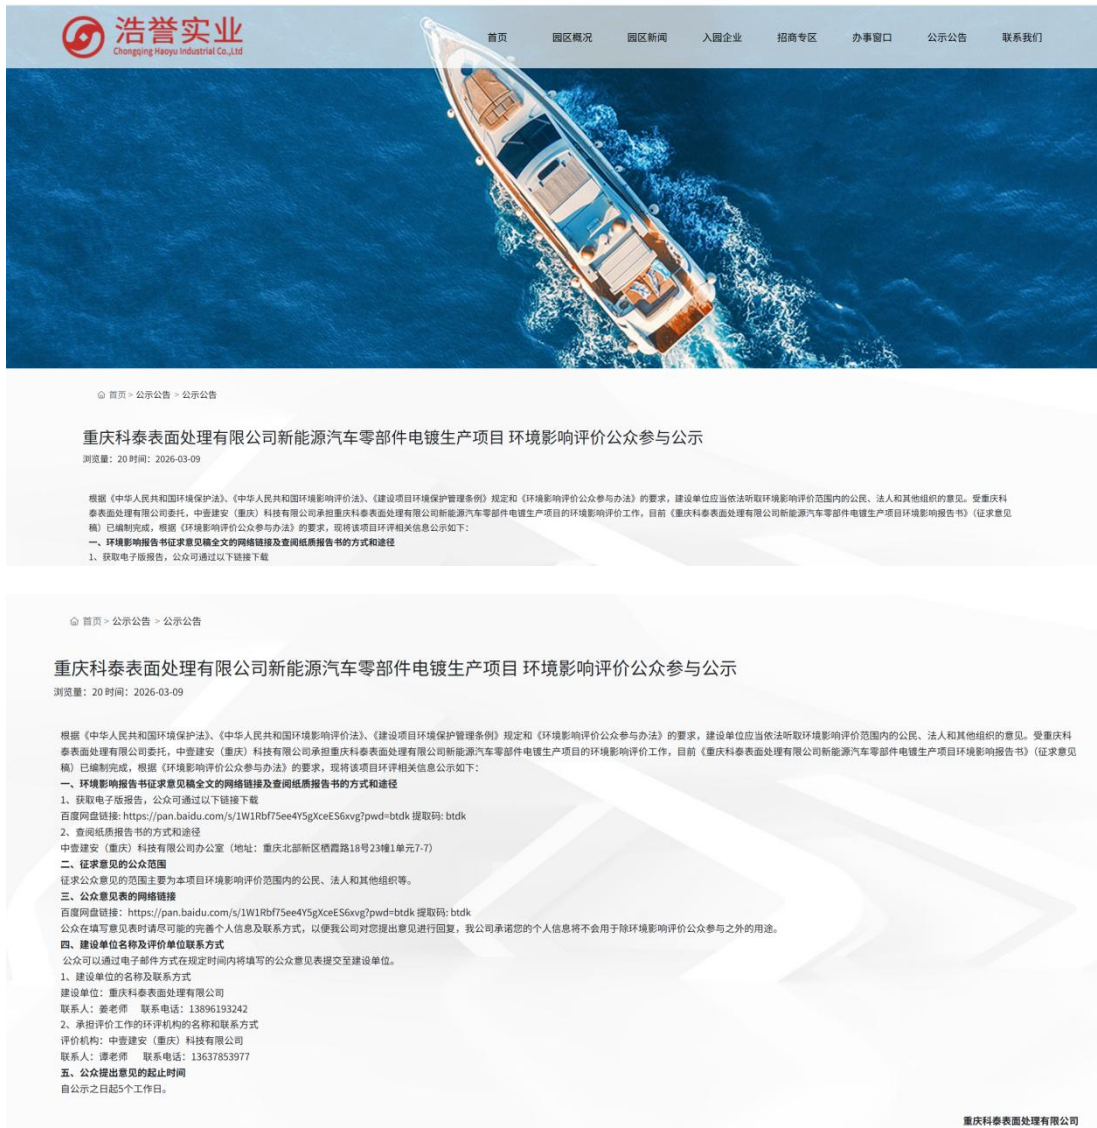 浩誉实业
Chongqing Haoyu Industrial Co.,Ltd
首页 园区概况 园区新闻 入园企业 招商专区 办事窗口 公示公告 联系我们
首页 > 公示公告 > 公示公告
重庆科泰表面处理有限公司新能源汽车零部件电镀生产项目 环境影响评价公众参与公示
浏览量：20 时间：2026-03-09
根据《中华人民共和国环境保护法》、《中华人民共和国环境影响评价法》、《建设项目环境保护管理条例》规定和《环境影响评价公众参与办法》的要求，建设单位应当依法听取环境影响评价范围内的公民、法人和其他组织的意见。受重庆科
泰表面处理有限公司委托，中壹建安（重庆）科技有限公司承担重庆科泰表面处理有限公司新能源汽车零部件电镀生产项目的环境影响评价工作，目前《重庆科泰表面处理有限公司新能源汽车零部件电镀生产项目环境影响报告书》（征求意见
稿）已编制完成，根据《环境影响评价公众参与办法》的要求，现将该项目环评相关信息公示如下：
一、环境影响报告书征求意见稿全文的网络链接及查阅纸质报告书的方式和途径
1、获取电子版报告，公众可通过以下链接下载
首页 > 公示公告 > 公示公告
重庆科泰表面处理有限公司新能源汽车零部件电镀生产项目 环境影响评价公众参与公示
浏览量：20 时间：2026-03-09
根据《中华人民共和国环境保护法》、《中华人民共和国环境影响评价法》、《建设项目环境保护管理条例》规定和《环境影响评价公众参与办法》的要求，建设单位应当依法听取环境影响评价范围内的公民、法人和其他组织的意见。受重庆科
泰表面处理有限公司委托，中壹建安（重庆）科技有限公司承担重庆科泰表面处理有限公司新能源汽车零部件电镀生产项目的环境影响评价工作，目前《重庆科泰表面处理有限公司新能源汽车零部件电镀生产项目环境影响报告书》（征求意见
稿）已编制完成，根据《环境影响评价公众参与办法》的要求，现将该项目环评相关信息公示如下：
一、环境影响报告书征求意见稿全文的网络链接及查阅纸质报告书的方式和途径
1、获取电子版报告，公众可通过以下链接下载
百度网盘链接: https://pan.baidu.com/s/1W1Rbf75ee4Y5gXceES6xvg?pwd=btdk 提取码: btdk
2、查阅纸质报告书的方式和途径
中壹建安（重庆）科技有限公司办公室（地址：重庆北部新区栖霞路18号23幢1单元7-7）
二、征求意见的公众范围
征求公众意见的范围主要为本项目环境影响评价范围内的公民、法人和其他组织等。
三、公众意见表的网络链接
百度网盘链接：https://pan.baidu.com/s/1W1Rbf75ee4Y5gXceES6xvg?pwd=btdk 提取码: btdk
公众在填写意见表时请尽可能的完善个人信息及联系方式，以便我公司对您提出意见进行回复，我公司承诺您的个人信息将不会用于除环境影响评价公众参与之外的用途。
四、建设单位名称及评价单位联系方式
公众可以通过电子邮件方式在规定时间内将填写的公众意见表提交至建设单位。
1、建设单位的名称及联系方式
建设单位：重庆科泰表面处理有限公司
联系人：姜老师 联系电话：13896193242
2、承担评价工作的环评机构的名称和联系方式
评价机构：中壹建安（重庆）科技有限公司
联系人：谭老师 联系电话：13637853977
五、公众提出意见的起止时间
自公示之日起5个工作日。
重庆科泰表面处理有限公司